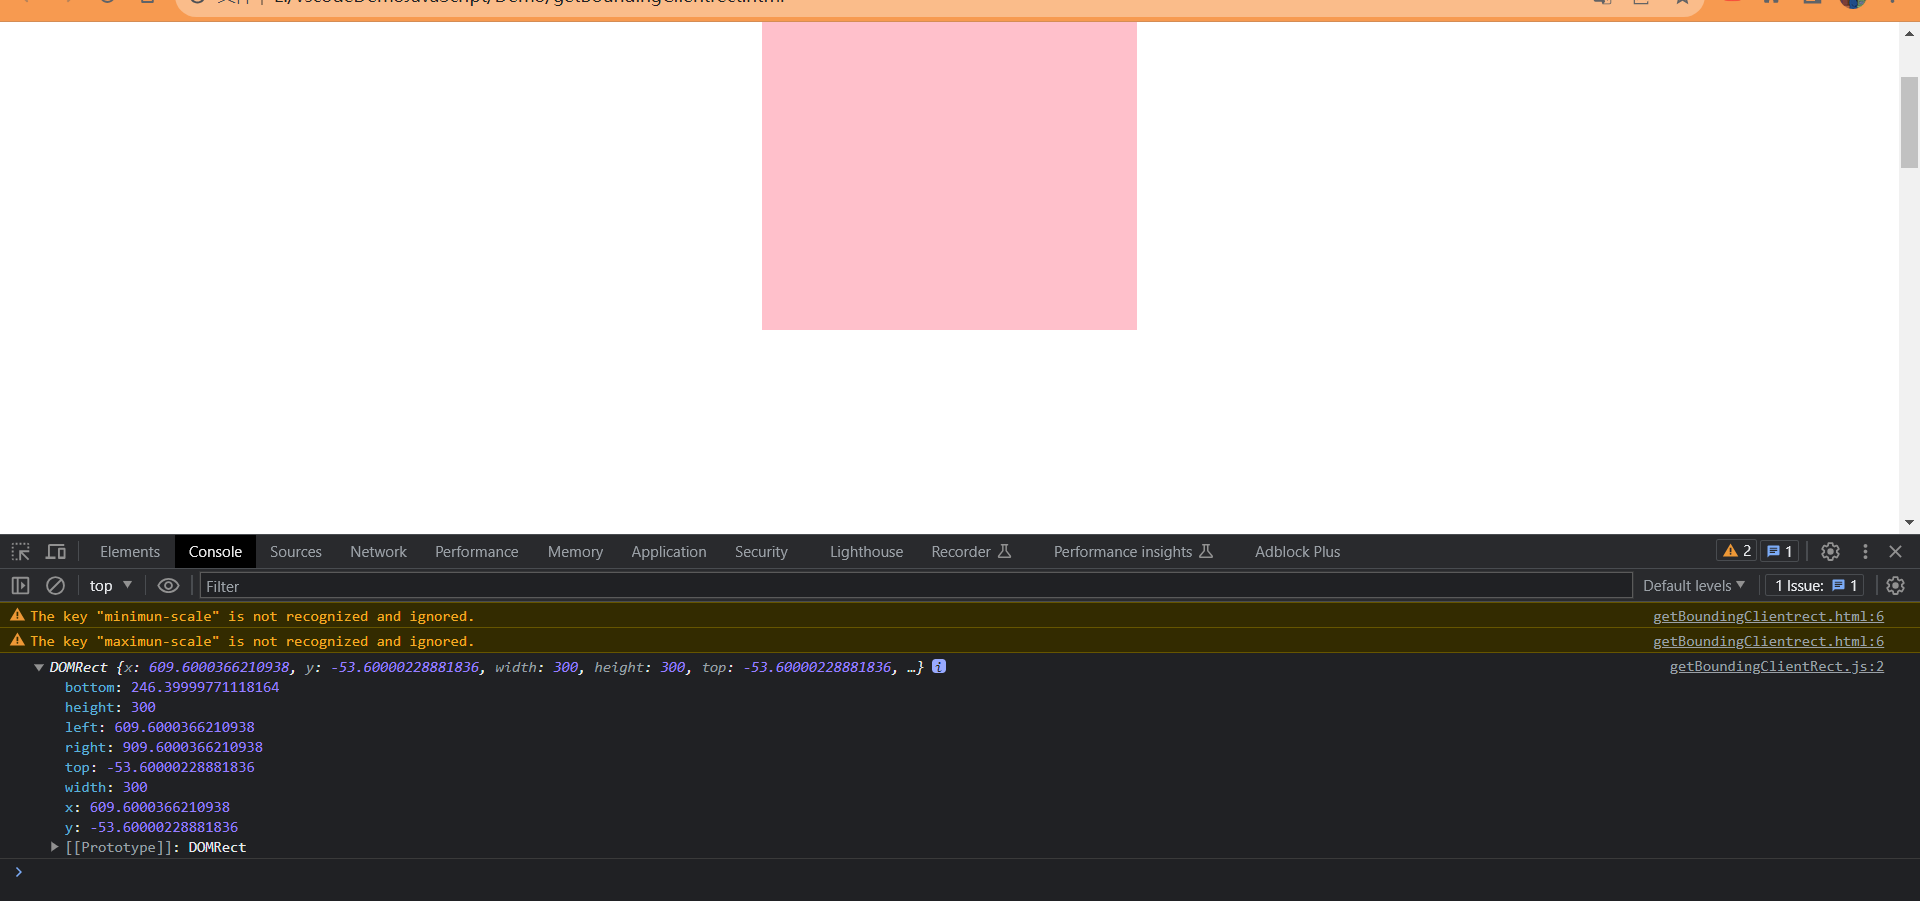 Elements Console Sources Network Performance Memory Application Security Lighthouse Recorder Performance insights Adblock Plus 2 1
top Filter Default levels 1 Issue: 1
The key "minimun-scale" is not recognized and ignored. getBoundingClientrect.html:6
The key "maximun-scale" is not recognized and ignored. getBoundingClientrect.html:6
DOMRect {x: 609.6000366210938, y: -53.60000228881836, width: 300, height: 300, top: -53.60000228881836, …} i getBoundingClientRect.js:2
bottom: 246.39999771118164
height: 300
left: 609.6000366210938
right: 909.6000366210938
top: -53.60000228881836
width: 300
x: 609.6000366210938
y: -53.60000228881836
[[Prototype]]: DOMRect